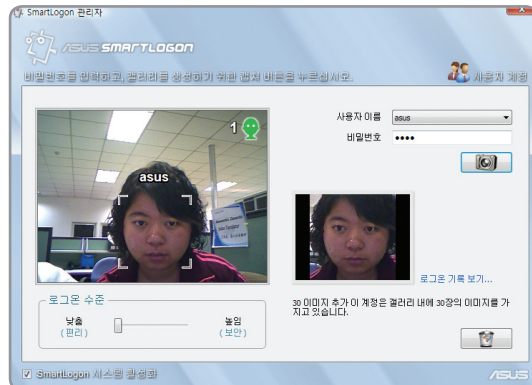 SmartLogon 관리자
ASUS SMARTLOGON
비밀번호를 입력하고, 갤러리를 생성하기 위한 캡쳐 버튼을 누르십시오.
사용자 계정
1
asus
사용자 이름 asus
비밀번호 ••••
로그온 기록 보기...
30 이미지 추가 이 계정은 갤러리 내에 30장의 이미지를 가
지고 있습니다.
로그온 수준
낮춤 높임
(편리) (보안)
SmartLogon 시스템 활성화
ASUS